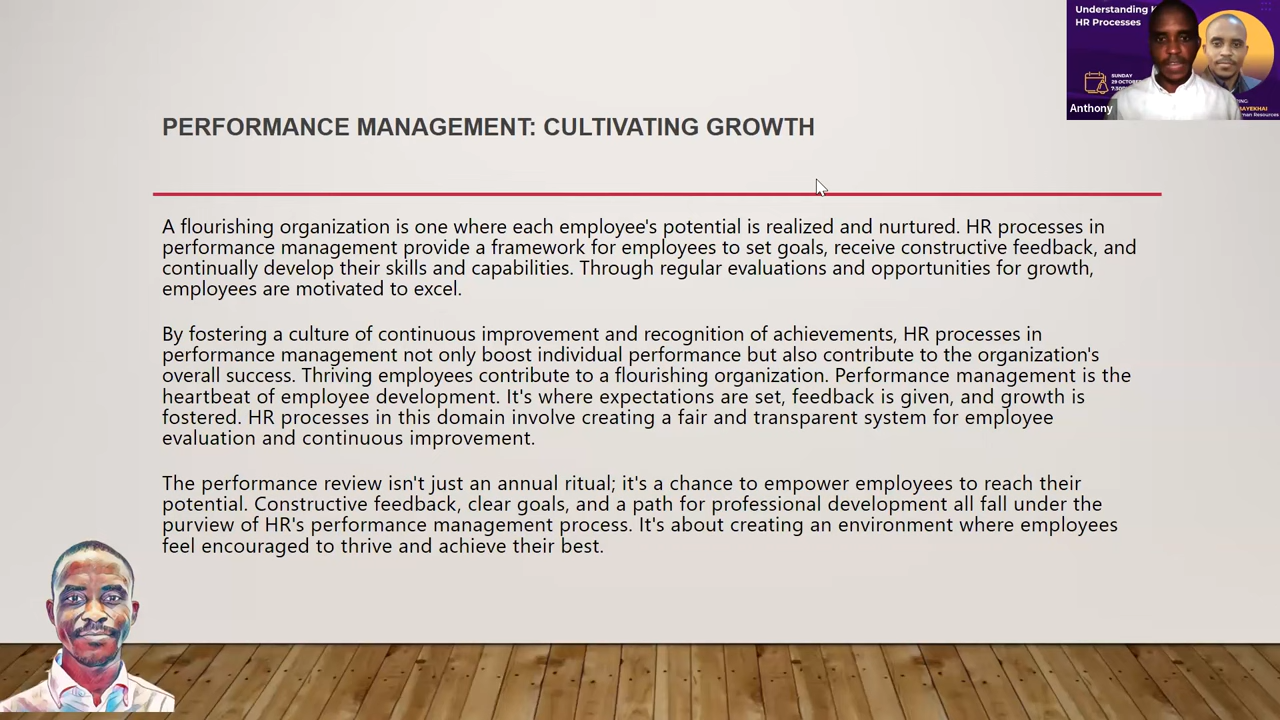 Understanding
HR Processes
SUNDAY
29 OCTOBER
Anthony
PERFORMANCE MANAGEMENT: CULTIVATING GROWTH
A flourishing organization is one where each employee's potential is realized and nurtured. HR processes in
performance management provide a framework for employees to set goals, receive constructive feedback, and
continually develop their skills and capabilities. Through regular evaluations and opportunities for growth,
employees are motivated to excel.
By fostering a culture of continuous improvement and recognition of achievements, HR processes in
performance management not only boost individual performance but also contribute to the organization's
overall success. Thriving employees contribute to a flourishing organization. Performance management is the
heartbeat of employee development. It's where expectations are set, feedback is given, and growth is
fostered. HR processes in this domain involve creating a fair and transparent system for employee
evaluation and continuous improvement.
The performance review isn't just an annual ritual; it's a chance to empower employees to reach their
potential. Constructive feedback, clear goals, and a path for professional development all fall under the
purview of HR's performance management process. It's about creating an environment where employees
feel encouraged to thrive and achieve their best.